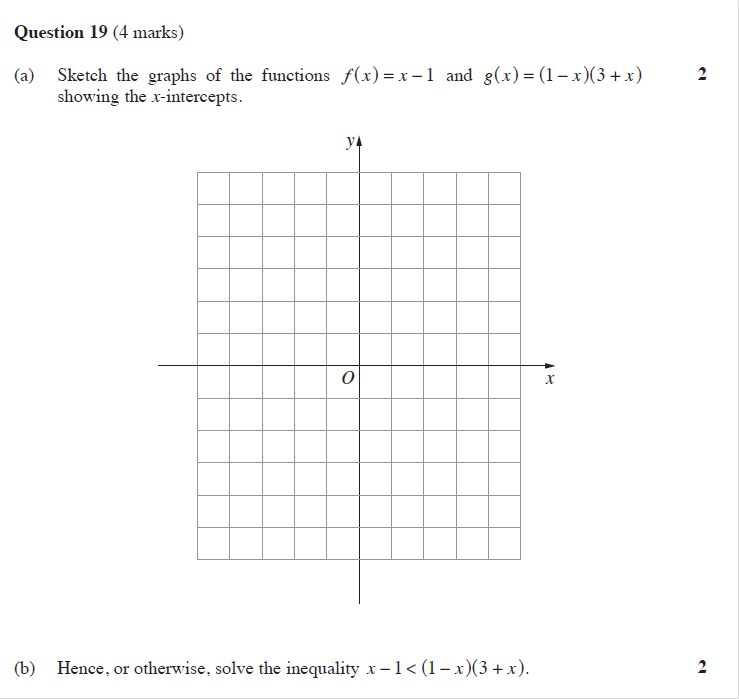 Question 19 (4 marks)
(a) Sketch the graphs of the functions f(x) = x − 1 and g(x) = (1 − x)(3 + x) 2
showing the x-intercepts.
y
O
x
(b) Hence, or otherwise, solve the inequality x − 1 < (1 − x)(3 + x). 2